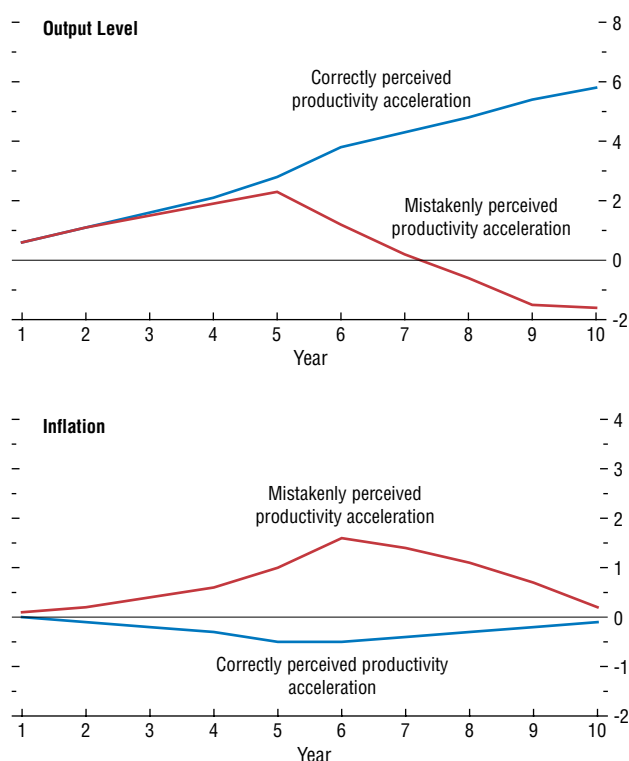 Output Level
8
Correctly perceived
productivity acceleration
6
4
Mistakenly perceived
productivity acceleration
2
0
-2
1 2 3 4 5 6 7 8 9 10
Year
Inflation
4
3
Mistakenly perceived
productivity acceleration
2
1
0
Correctly perceived productivity
acceleration
-1
-2
1 2 3 4 5 6 7 8 9 10
Year